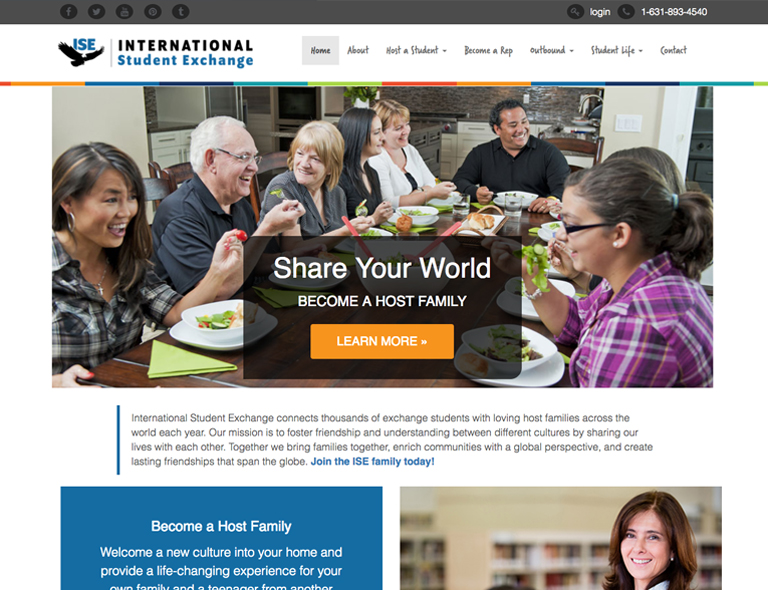 login 1-631-893-4540
ISE INTERNATIONAL
Student Exchange
Home About Host a Student Become a Rep Outbound Student Life Contact
Share Your World
BECOME A HOST FAMILY
LEARN MORE »
International Student Exchange connects thousands of exchange students with loving host families across the
world each year. Our mission is to foster friendship and understanding between different cultures by sharing our
lives with each other. Together we bring families together, enrich communities with a global perspective, and create
lasting friendships that span the globe. Join the ISE family today!
Become a Host Family
Welcome a new culture into your home and
provide a life-changing experience for your
own family and a teenager from another